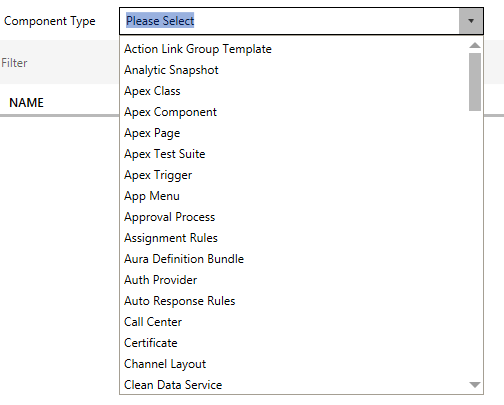 Component Type Please Select
Filter
NAME
Action Link Group Template
Analytic Snapshot
Apex Class
Apex Component
Apex Page
Apex Test Suite
Apex Trigger
App Menu
Approval Process
Assignment Rules
Aura Definition Bundle
Auth Provider
Auto Response Rules
Call Center
Certificate
Channel Layout
Clean Data Service